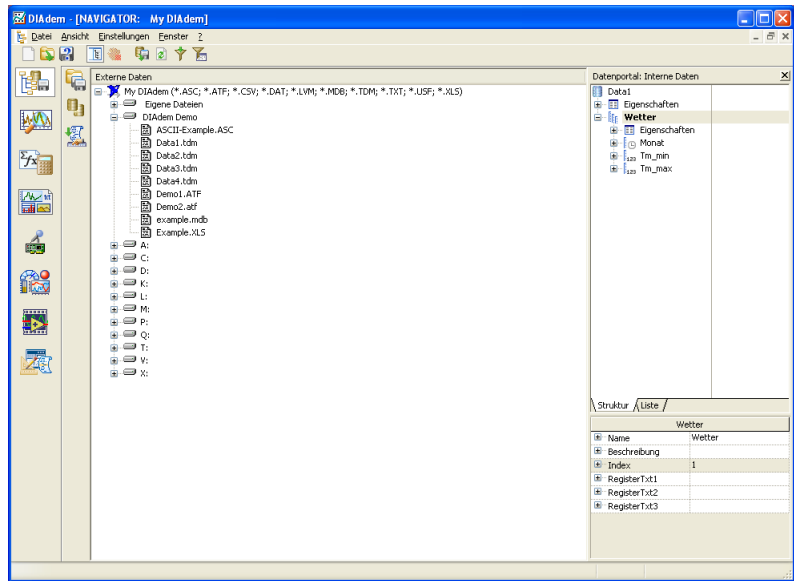 DIAdem - [NAVIGATOR: My DIAdem]
Datei Ansicht Einstellungen Fenster ?
Externe Daten
My DIAdem (*.ASC; *.ATF; *.CSV; *.DAT; *.LVM; *.MDB; *.TDM; *.TXT; *.USF; *.XLS)
Eigene Dateien
DIAdem Demo
ASCII-Example.ASC
Data1.tdm
Data2.tdm
Data3.tdm
Data4.tdm
Demo1.ATF
Demo2.atf
example.mdb
Example.XLS
A:
C:
D:
K:
L:
M:
P:
Q:
T:
V:
X:
Datenportal: Interne Daten
Data1
Eigenschaften
Wetter
Eigenschaften
Monat
123 Tm_min
123 Tm_max
Struktur Liste
Wetter
Name Wetter
Beschreibung
Index 1
RegisterTxt1
RegisterTxt2
RegisterTxt3